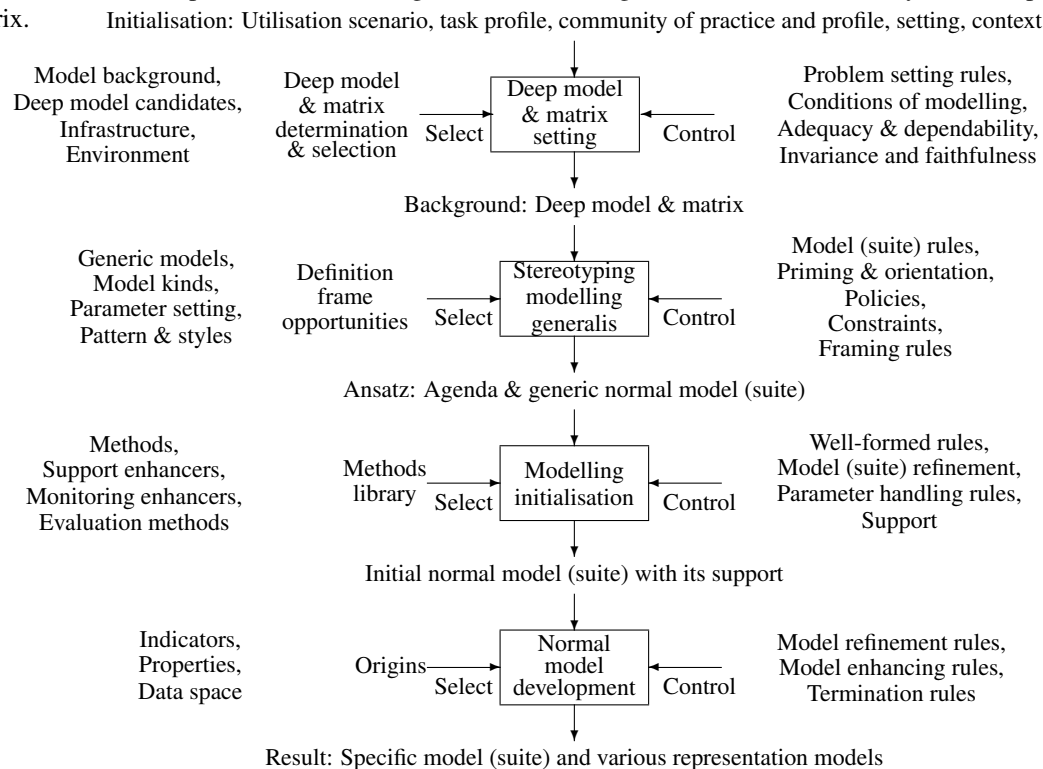 rix.
Initialisation: Utilisation scenario, task profile, community of practice and profile, setting, context
Model background,
Deep model candidates,
Infrastructure,
Environment
Deep model
& matrix
determination
& selection
Select
Deep model
& matrix
setting
Control
Problem setting rules,
Conditions of modelling,
Adequacy & dependability,
Invariance and faithfulness
Background: Deep model & matrix
Generic models,
Model kinds,
Parameter setting,
Pattern & styles
Definition
frame
opportunities
Select
Stereotyping
modelling
generalis
Control
Model (suite) rules,
Priming & orientation,
Policies,
Constraints,
Framing rules
Ansatz: Agenda & generic normal model (suite)
Methods,
Support enhancers,
Monitoring enhancers,
Evaluation methods
Methods
library
Select
Modelling
initialisation
Control
Well-formed rules,
Model (suite) refinement,
Parameter handling rules,
Support
Initial normal model (suite) with its support
Indicators,
Properties,
Data space
Origins
Select
Normal
model
development
Control
Model refinement rules,
Model enhancing rules,
Termination rules
Result: Specific model (suite) and various representation models